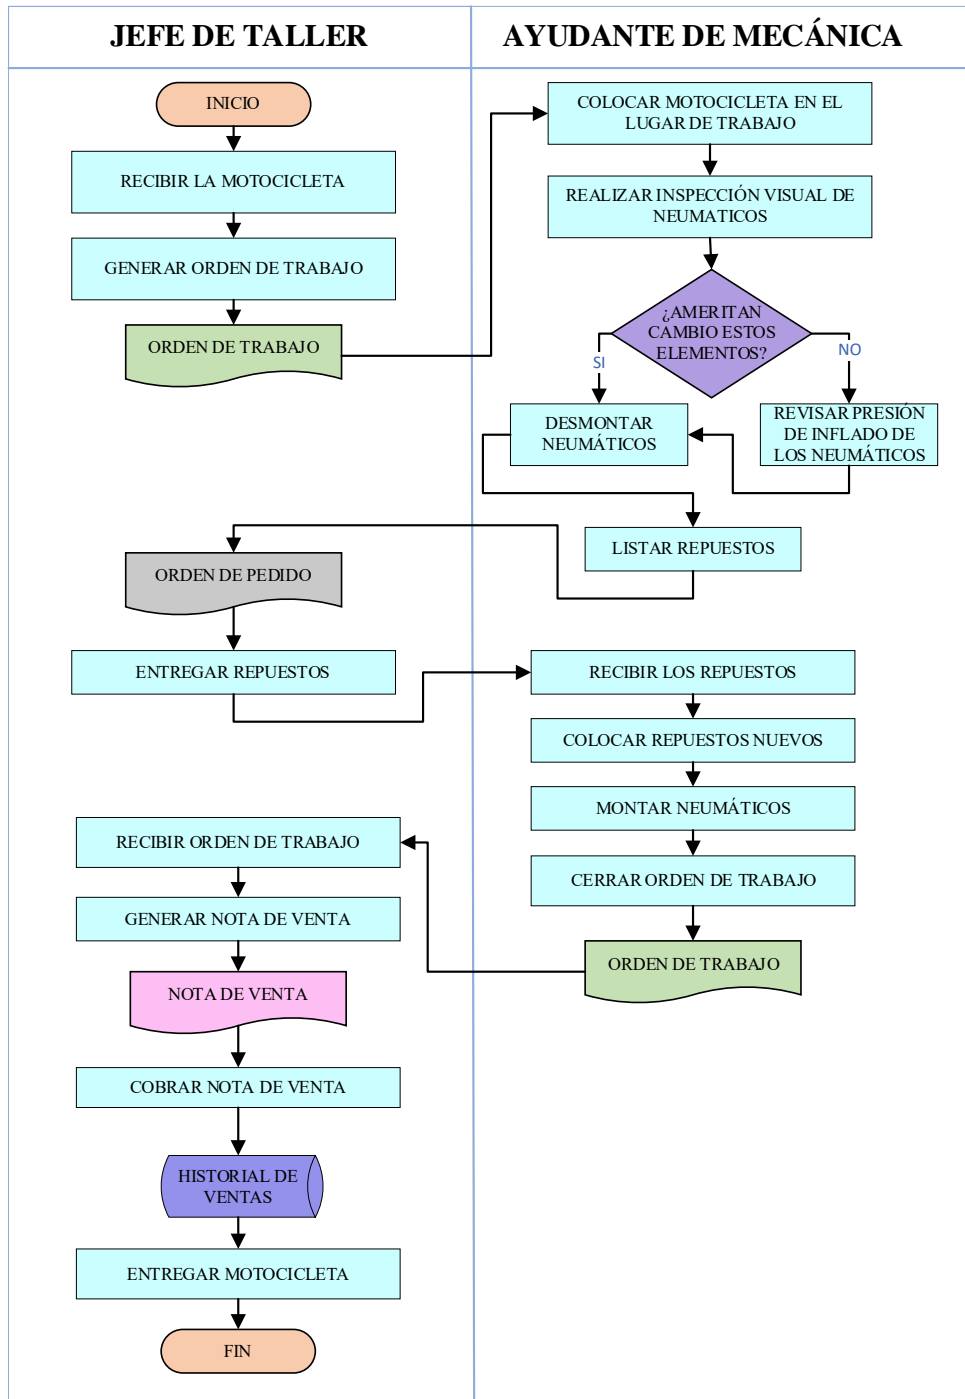 JEFE DE TALLER
AYUDANTE DE MECÁNICA
INICIO
RECIBIR LA MOTOCICLETA
GENERAR ORDEN DE TRABAJO
ORDEN DE TRABAJO
COLOCAR MOTOCICLETA EN EL
LUGAR DE TRABAJO
REALIZAR INSPECCIÓN VISUAL DE
NEUMATICOS
¿AMERITAN
CAMBIO ESTOS
ELEMENTOS?
SI
NO
DESMONTAR
NEUMÁTICOS
REVISAR PRESIÓN
DE INFLADO DE
LOS NEUMÁTICOS
LISTAR REPUESTOS
ORDEN DE PEDIDO
ENTREGAR REPUESTOS
RECIBIR LOS REPUESTOS
COLOCAR REPUESTOS NUEVOS
MONTAR NEUMÁTICOS
CERRAR ORDEN DE TRABAJO
ORDEN DE TRABAJO
RECIBIR ORDEN DE TRABAJO
GENERAR NOTA DE VENTA
NOTA DE VENTA
COBRAR NOTA DE VENTA
HISTORIAL DE
VENTAS
ENTREGAR MOTOCICLETA
FIN